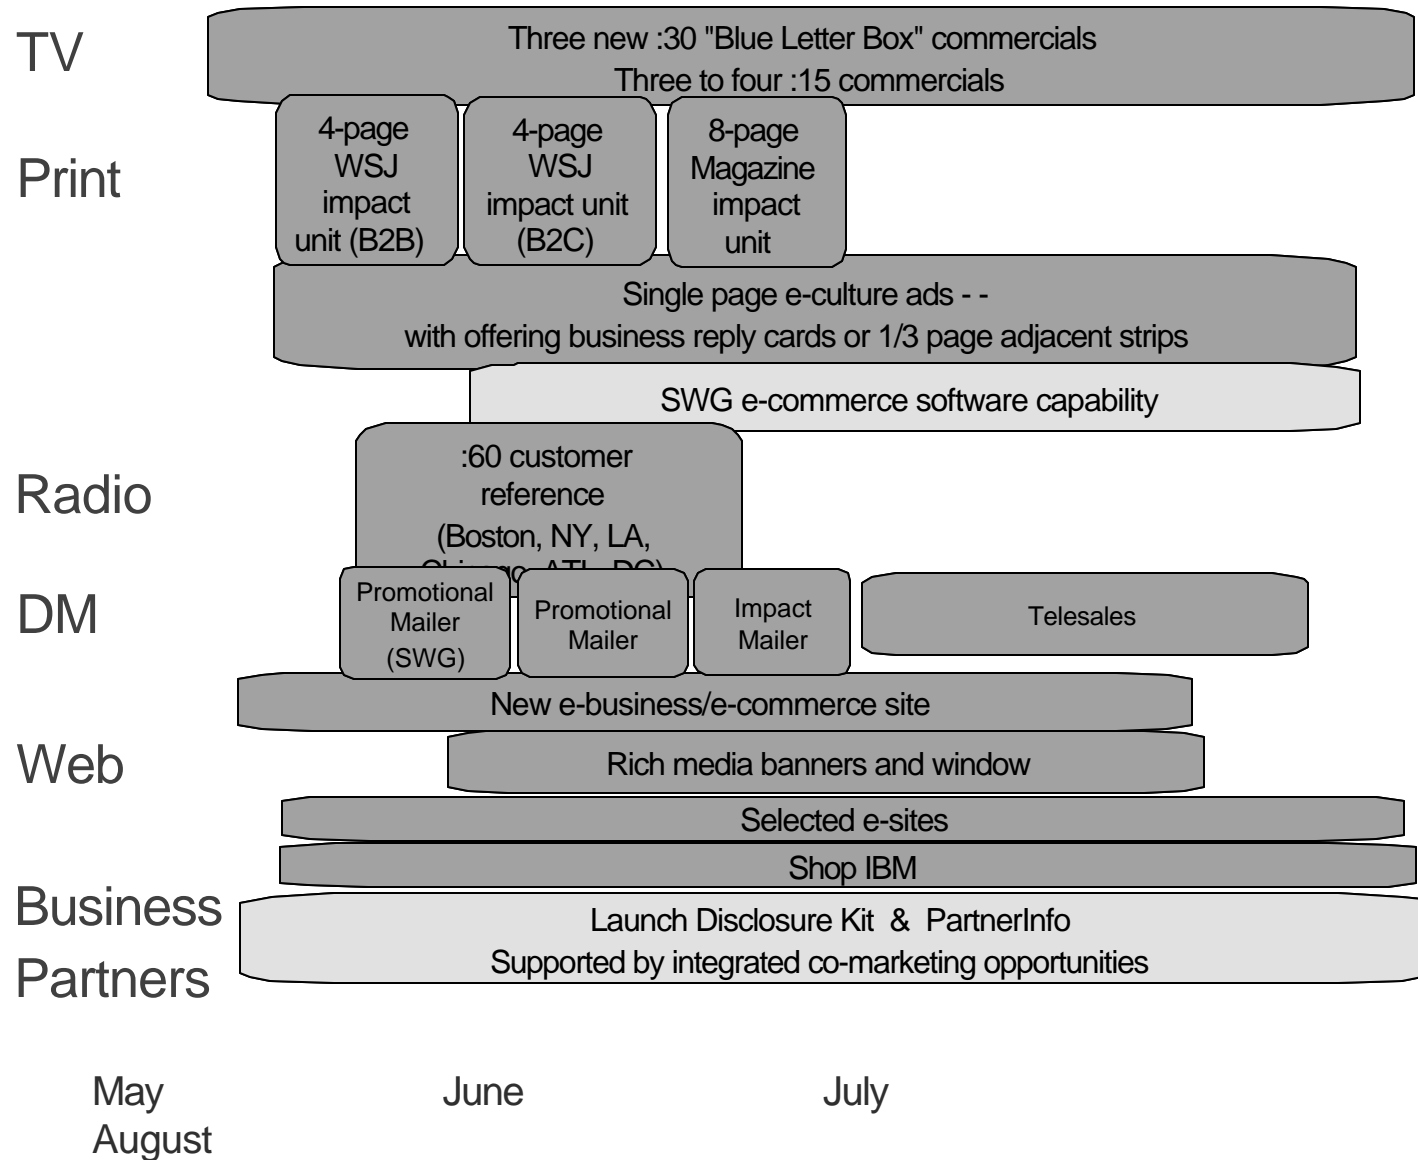 TV
Three new :30 "Blue Letter Box" commercials
Three to four :15 commercials
Print
4-page
WSJ
impact
unit (B2B)
4-page
WSJ
impact unit
(B2C)
8-page
Magazine
impact
unit
Single page e-culture ads - -
with offering business reply cards or 1/3 page adjacent strips
SWG e-commerce software capability
Radio
:60 customer
reference
(Boston, NY, LA,
DM
Promotional
Mailer
(SWG)
Promotional
Mailer
Impact
Mailer
Telesales
New e-business/e-commerce site
Web
Rich media banners and window
Selected e-sites
Shop IBM
Business
Partners
Launch Disclosure Kit & PartnerInfo
Supported by integrated co-marketing opportunities
May June July
August